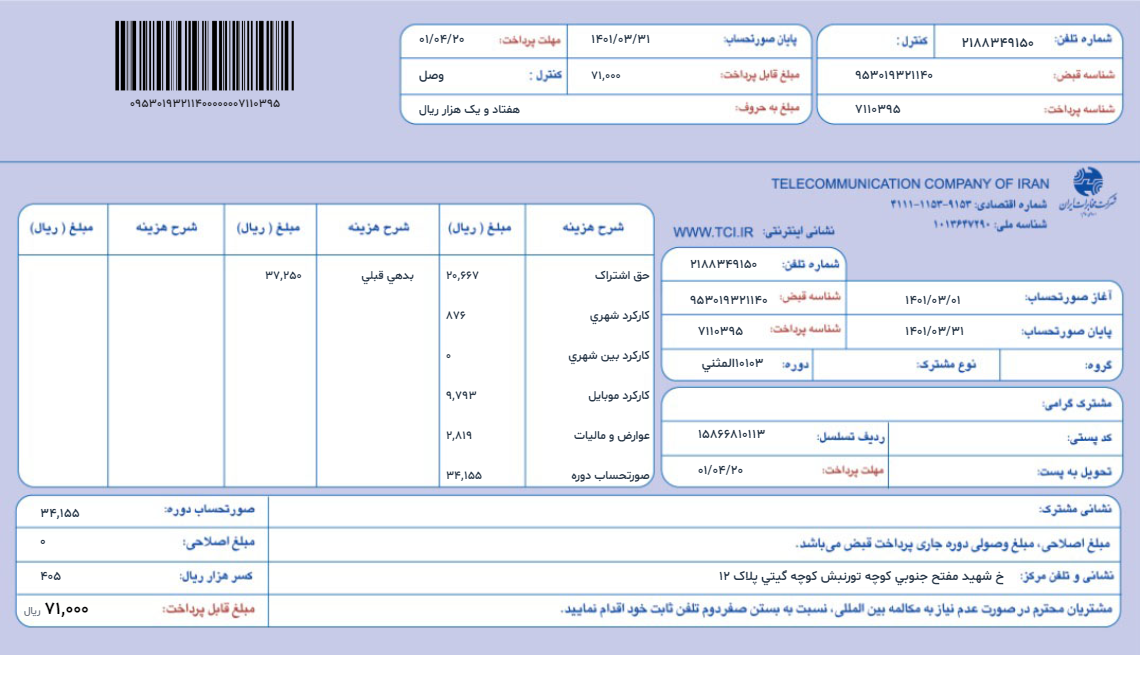 شماره تلفن: ۲۱۸۸۳۴۹۱۵۰ کنترل :
شناسه قبض: ۹۵۳۰۱۹۳۲۱۱۴۰
شناسه پرداخت: ۷۱۱۰۳۹۵
پایان صورتحساب: ۱۴۰۱/۰۳/۳۱ مهلت پرداخت: ۰۱/۰۴/۲۰
مبلغ قابل پرداخت: ۷۱,۰۰۰ کنترل : وصل
مبلغ به حروف: هفتاد و یک هزار ریال
۰۹۵۳۰۱۹۳۲۱۱۴۰۰۰۰۰۰۰۷۱۱۰۳۹۵
TELECOMMUNICATION COMPANY OF IRAN
شرکت مخابرات ایران
شماره اقتصادی: ۹۱۵۳-۱۱۵۳-۴۱۱۱
شناسه ملی: ۱۰۱۳۶۴۷۲۹۰
نشانی اینترنتی: WWW.TCI.IR
شماره تلفن: ۲۱۸۸۳۴۹۱۵۰
آغاز صورتحساب: ۱۴۰۱/۰۳/۰۱ شناسه قبض: ۹۵۳۰۱۹۳۲۱۱۴۰
پایان صورتحساب: ۱۴۰۱/۰۳/۳۱ شناسه پرداخت: ۷۱۱۰۳۹۵
گروه: نوع مشترک: دوره: ۱۰۱۰۳المثني
مشترک گرامی:
کد پستی: ردیف تسلسل: ۱۵۸۶۶۸۱۰۱۱۳
تحویل به پست: مهلت پرداخت: ۰۱/۰۴/۲۰
شرح هزینه مبلغ ( ریال) شرح هزینه مبلغ ( ریال) شرح هزینه مبلغ ( ریال)
حق اشتراک ۲۰,۶۶۷ بدهي قبلي ۳۷,۲۵۰
کارکرد شهري ۸۷۶
کارکرد بین شهري ۰
کارکرد موبایل ۹,۷۹۳
عوارض و مالیات ۲,۸۱۹
صورتحساب دوره ۳۴,۱۵۵
نشانی مشترک: صورتحساب دوره: ۳۴,۱۵۵
مبلغ اصلاحی، مبلغ وصولی دوره جاری پرداخت قبض می‌باشد. مبلغ اصلاحی: ۰
نشانی و تلفن مرکز: خ شهید مفتح جنوبي کوچه تورنبش کوچه گیتي پلاک ۱۲ کسر هزار ریال: ۴۰۵
مشتریان محترم در صورت عدم نیاز به مکالمه بین المللی، نسبت به بستن صفردوم تلفن ثابت خود اقدام نمایید. مبلغ قابل پرداخت: ۷۱,۰۰۰ ریال